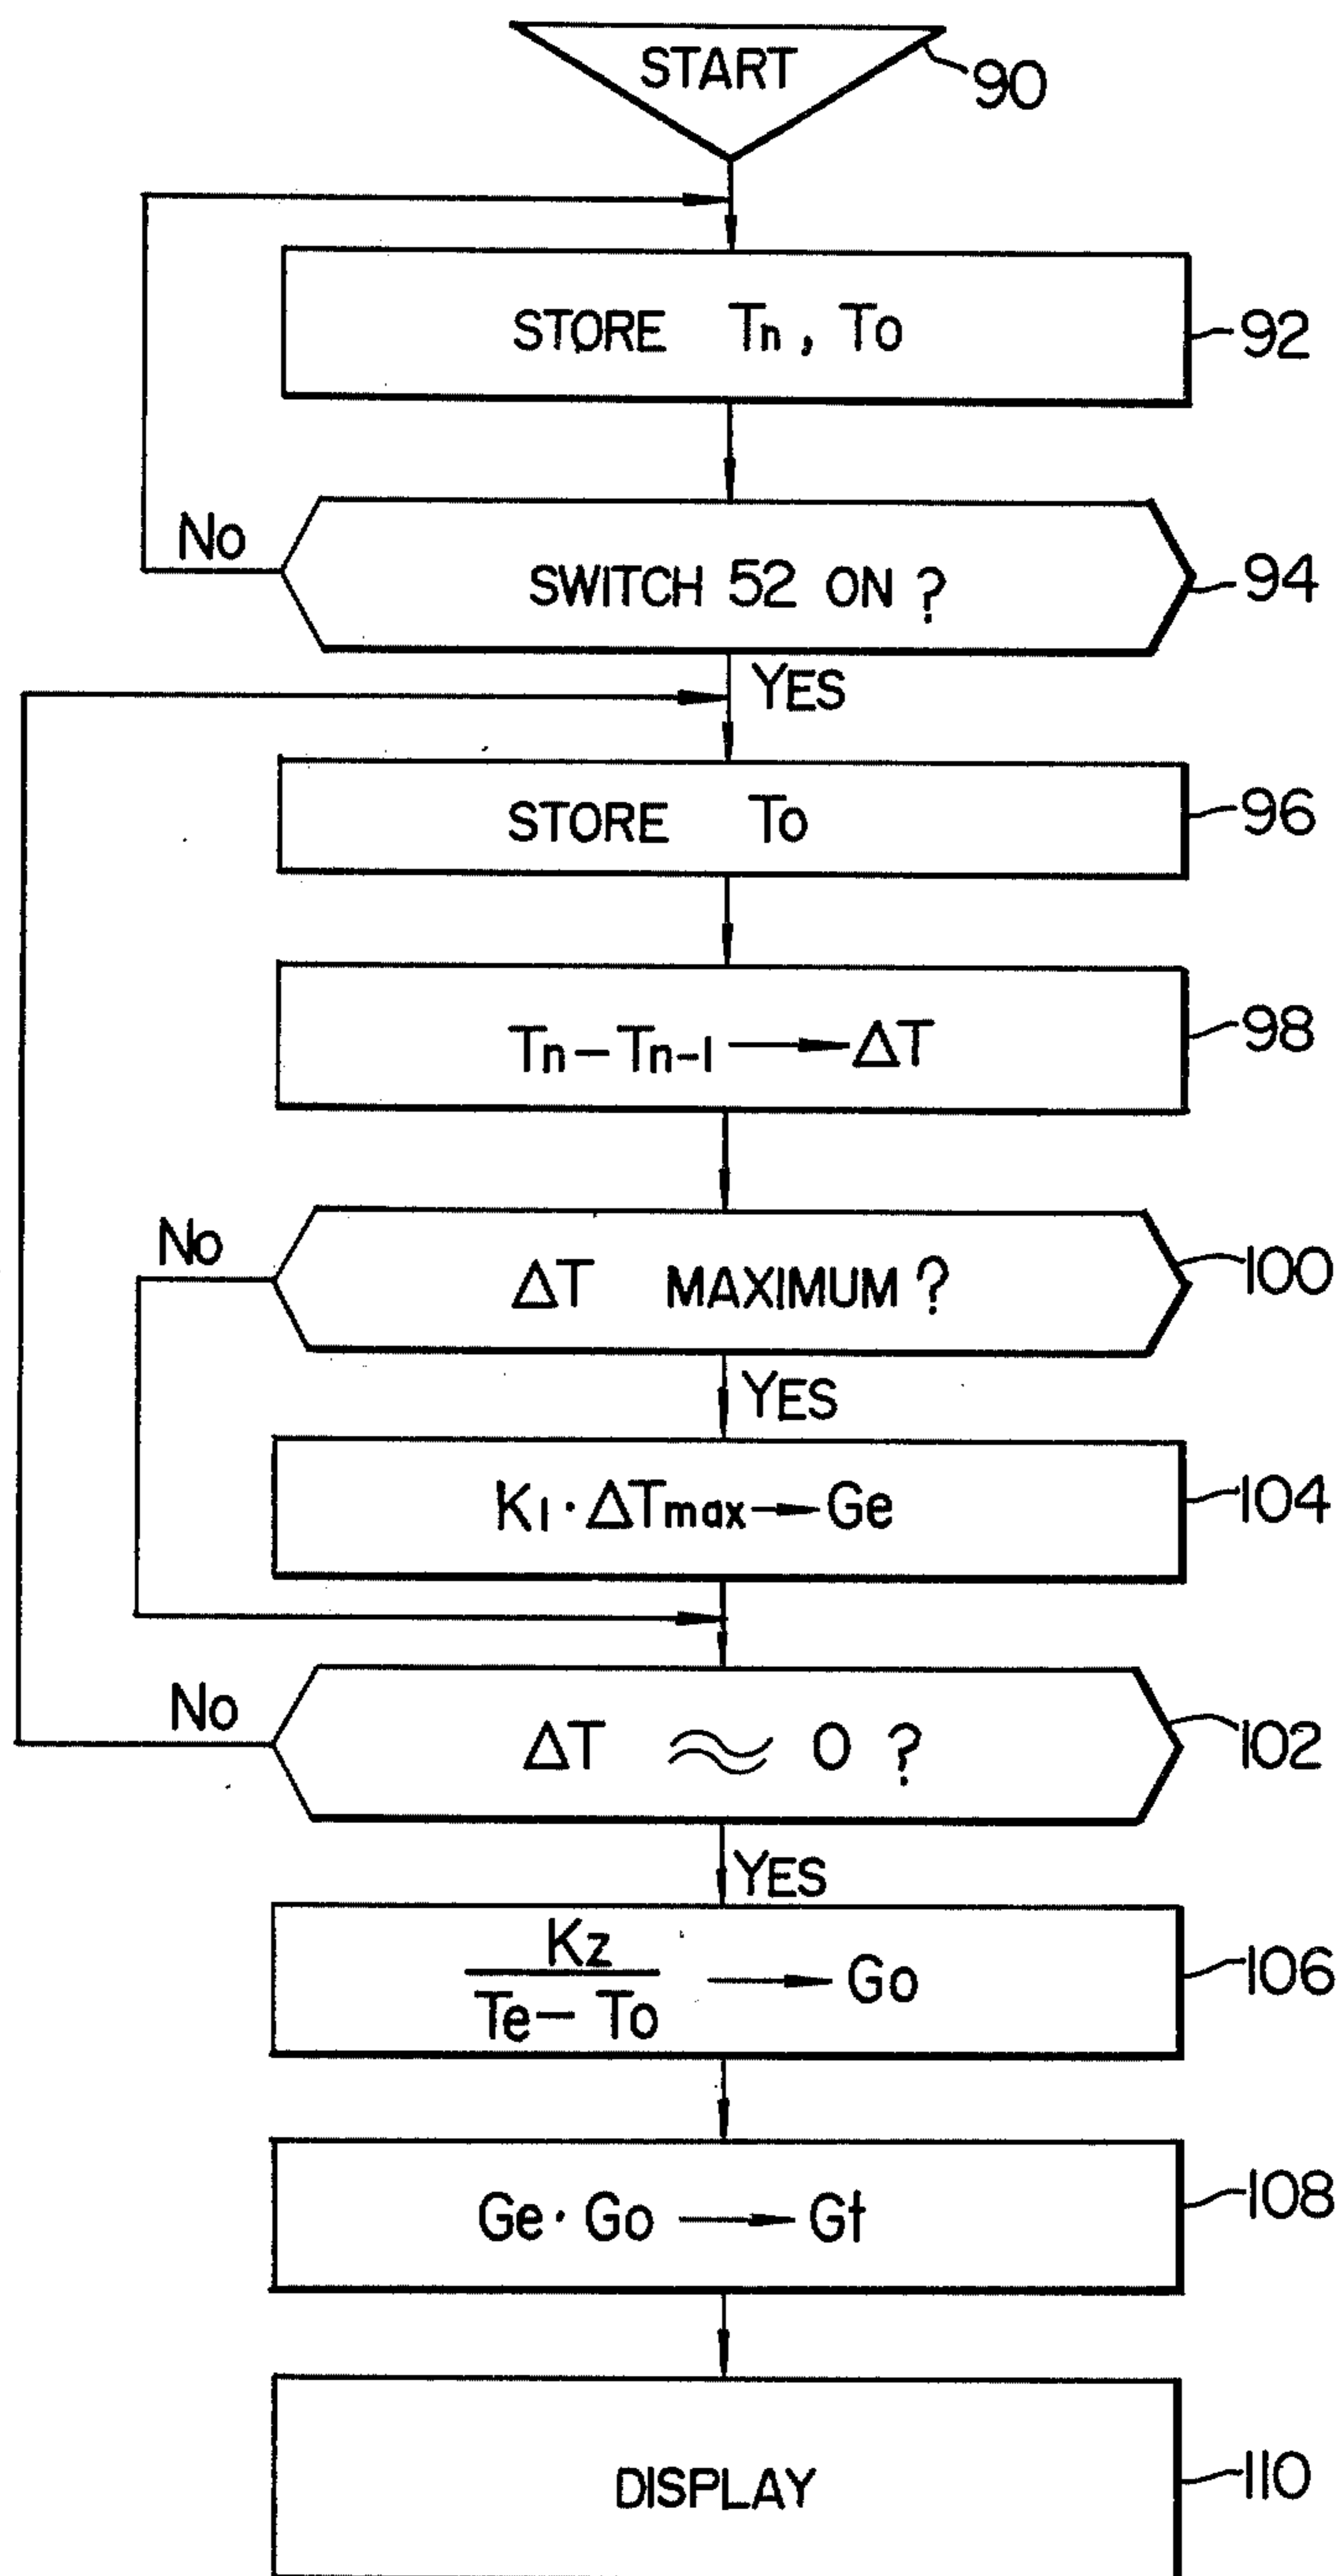 START
90
STORE Tn, To
92
No
SWITCH 52 ON ?
94
YES
STORE To
96
Tn − Tn−1 → ΔT
98
No
ΔT MAXIMUM ?
100
YES
K1 · ΔTmax → Ge
104
No
ΔT ≈ 0 ?
102
YES
Kz
Te − To → Go
106
Ge · Go → Gt
108
DISPLAY
110